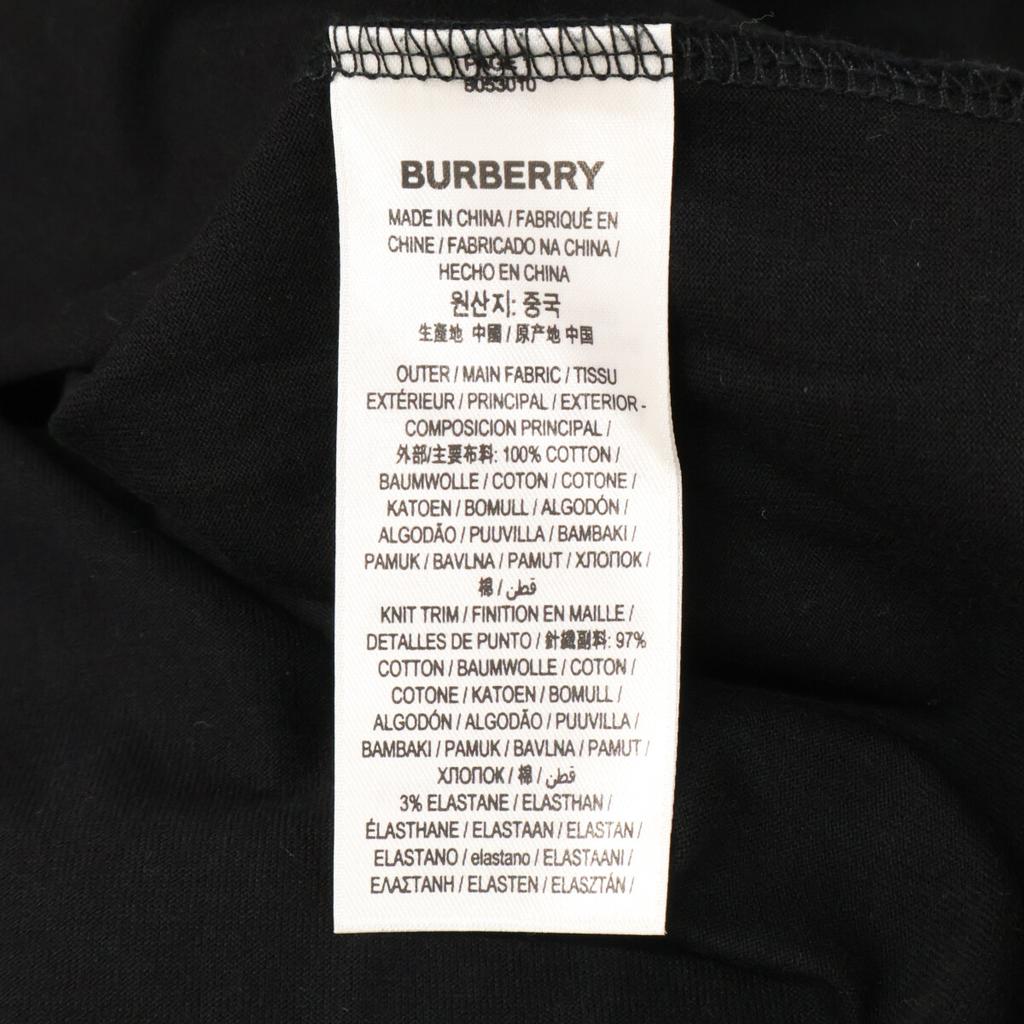 PAGE 1
8053010
BURBERRY
MADE IN CHINA / FABRIQUÉ EN
CHINE / FABRICADO NA CHINA /
HECHO EN CHINA
원산지: 중국
生產地 中國 / 原产地 中国
OUTER / MAIN FABRIC / TISSU
EXTÉRIEUR / PRINCIPAL / EXTERIOR -
COMPOSICION PRINCIPAL /
外部/主要布料: 100% COTTON /
BAUMWOLLE / COTON / COTONE /
KATOEN / BOMULL / ALGODÓN /
ALGODÃO / PUUVILLA / BAMBAKI /
PAMUK / BAVLNA / PAMUT / ХЛОПОК /
棉 / قطن
KNIT TRIM / FINITION EN MAILLE /
DETALLES DE PUNTO / 針織副料: 97%
COTTON / BAUMWOLLE / COTON /
COTONE / KATOEN / BOMULL /
ALGODÓN / ALGODÃO / PUUVILLA /
BAMBAKI / PAMUK / BAVLNA / PAMUT /
ХЛОПОК / 棉 / قطن
3% ELASTANE / ELASTHAN /
ÉLASTHANE / ELASTAAN / ELASTAN /
ELASTANO / elastano / ELASTAANI /
ΕΛΑΣΤΑΝΗ / ELASTEN / ELASZTÁN /